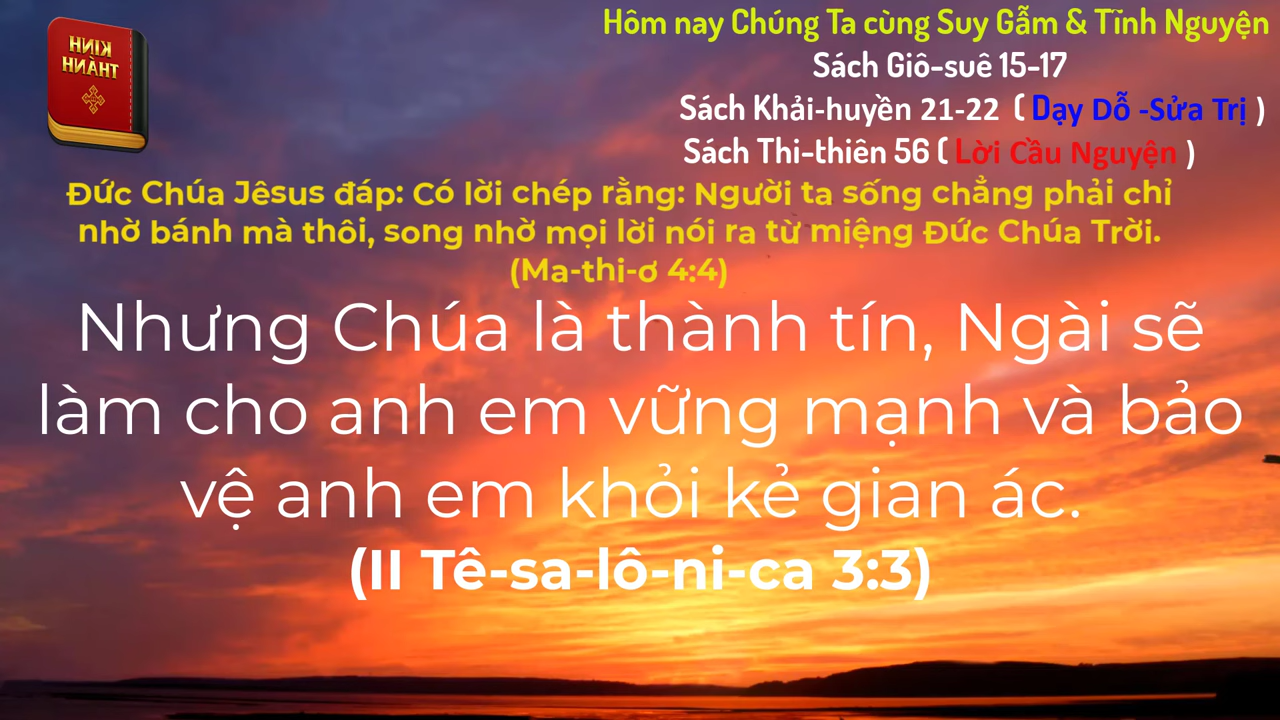 KINH
THÀNH
Hôm nay Chúng Ta cùng Suy Gẫm & Tĩnh Nguyện
Sách Giô-suê 15-17
Sách Khải-huyền 21-22 ( Dạy Dỗ -Sửa Trị )
Sách Thi-thiên 56 ( Lời Cầu Nguyện )
Đức Chúa Jêsus đáp: Có lời chép rằng: Người ta sống chẳng phải chỉ
nhờ bánh mà thôi, song nhờ mọi lời nói ra từ miệng Đức Chúa Trời.
(Ma-thi-ơ 4:4)
Nhưng Chúa là thành tín, Ngài sẽ
làm cho anh em vững mạnh và bảo
vệ anh em khỏi kẻ gian ác.
(II Tê-sa-lô-ni-ca 3:3)